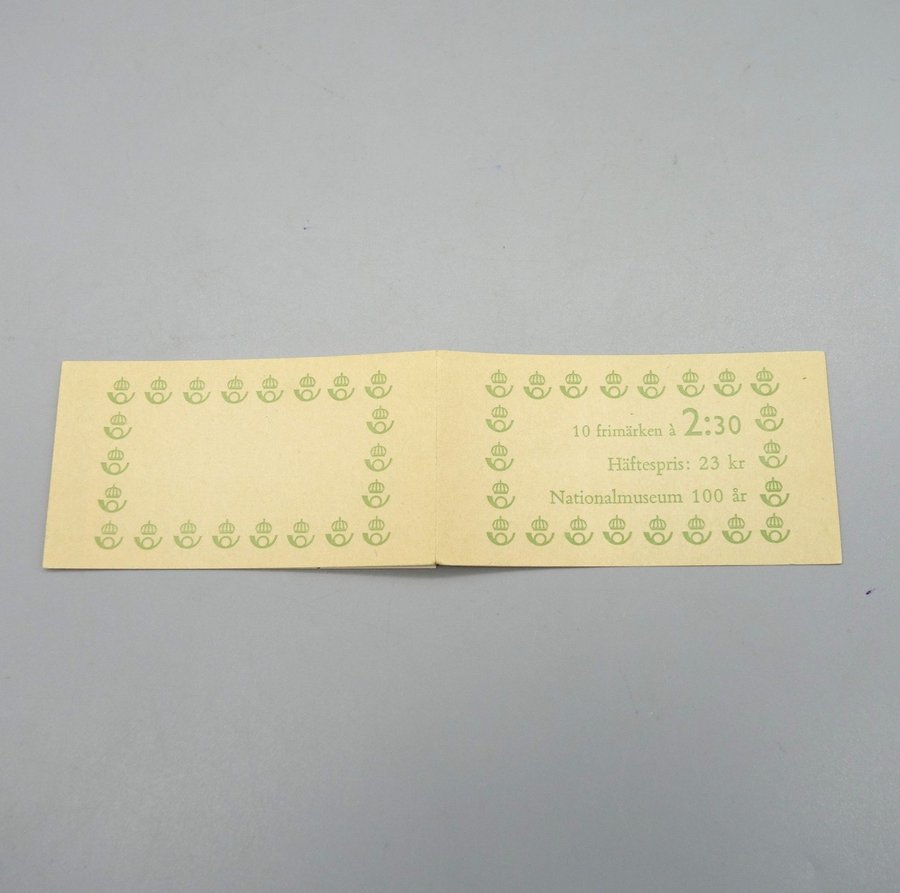 10 frimärken à 2:30
Häftespris: 23 kr
Nationalmuseum 100 år